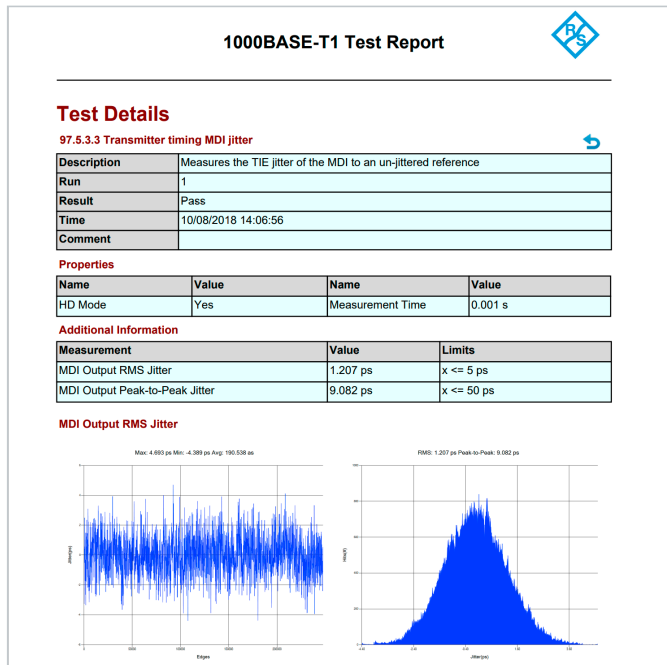 1000BASE-T1 Test Report
R S
Test Details
97.5.3.3 Transmitter timing MDI jitter
Description Measures the TIE jitter of the MDI to an un-jittered reference
Run 1
Result Pass
Time 10/08/2018 14:06:56
Comment
Properties
Name Value Name Value
HD Mode Yes Measurement Time 0.001 s
Additional Information
Measurement Value Limits
MDI Output RMS Jitter 1.207 ps x <= 5 ps
MDI Output Peak-to-Peak Jitter 9.082 ps x <= 50 ps
MDI Output RMS Jitter
Max: 4.693 ps Min: -4.389 ps Avg: 190.538 as
RMS: 1.207 ps Peak-to-Peak: 9.082 ps
Jitter(ps)
Edges
Hits(#)
Jitter(ps)